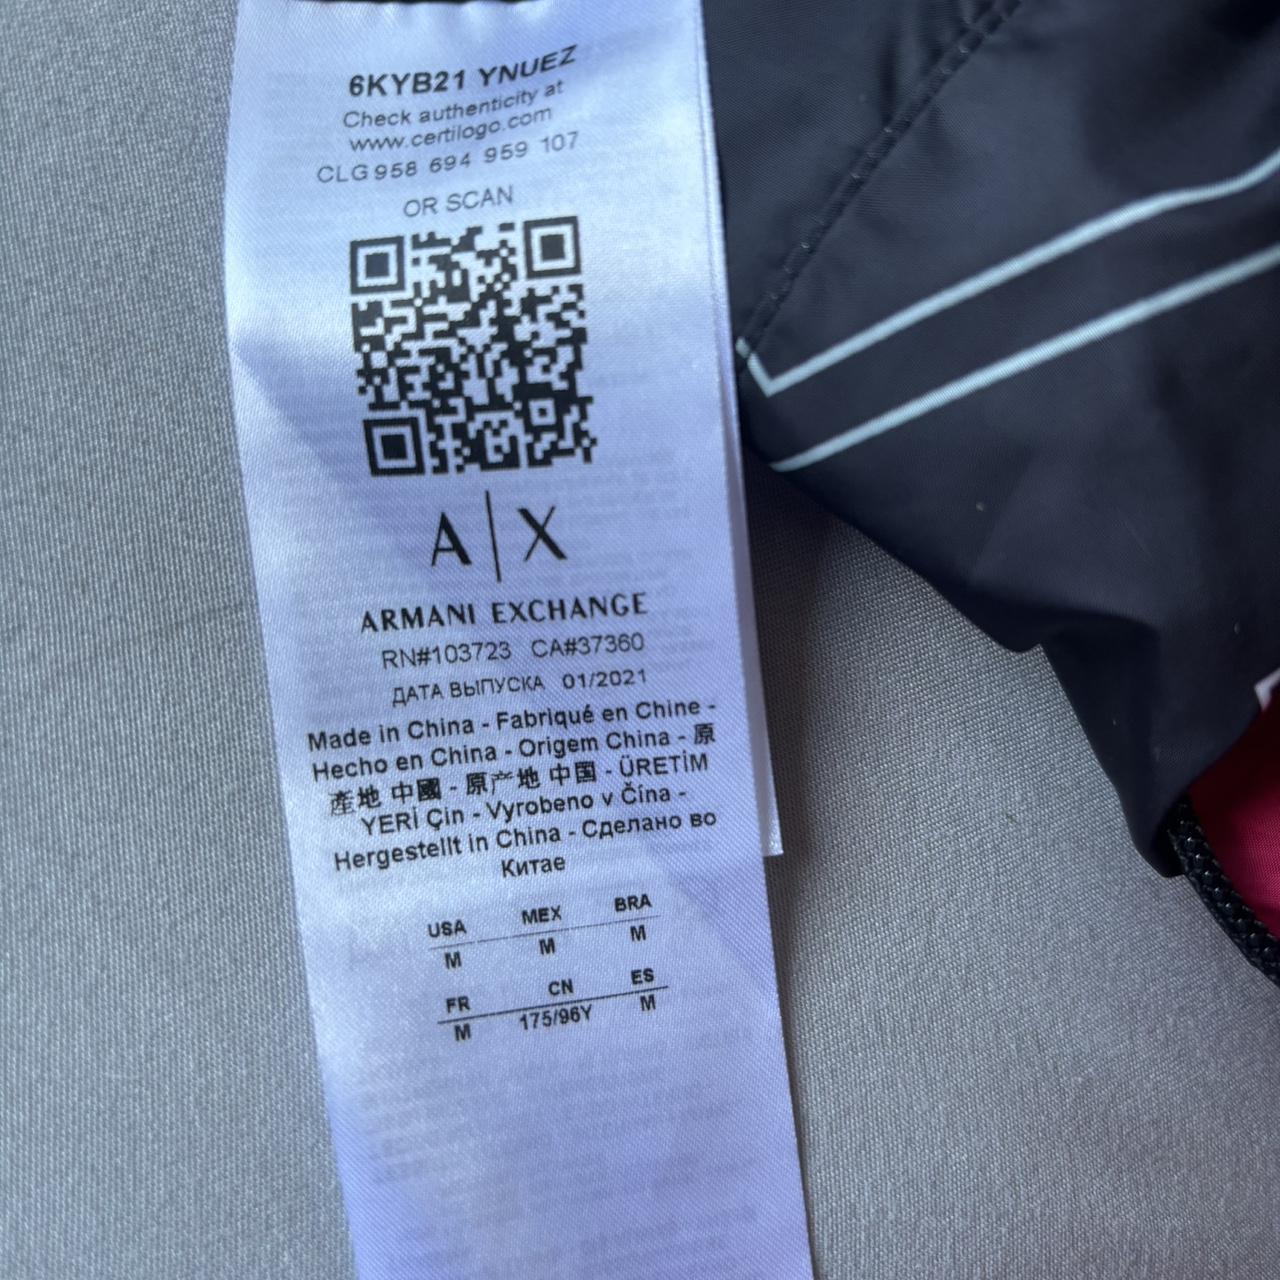 6KYB21 YNUEZ
Check authenticity at
www.certilogo.com
CLG 958 694 959 107
OR SCAN
A|X
ARMANI EXCHANGE
RN#103723 CA#37360
ДАТА ВЫПУСКА 01/2021
Made in China - Fabriqué en Chine -
Hecho en China - Origem China - 原
產地 中國 - 原产地 中国 - ÜRETİM
YERİ Çin - Vyrobeno v Čína -
Hergestellt in China - Сделано во
Китае
USA MEX BRA
M M M
FR CN ES
M 175/96Y M